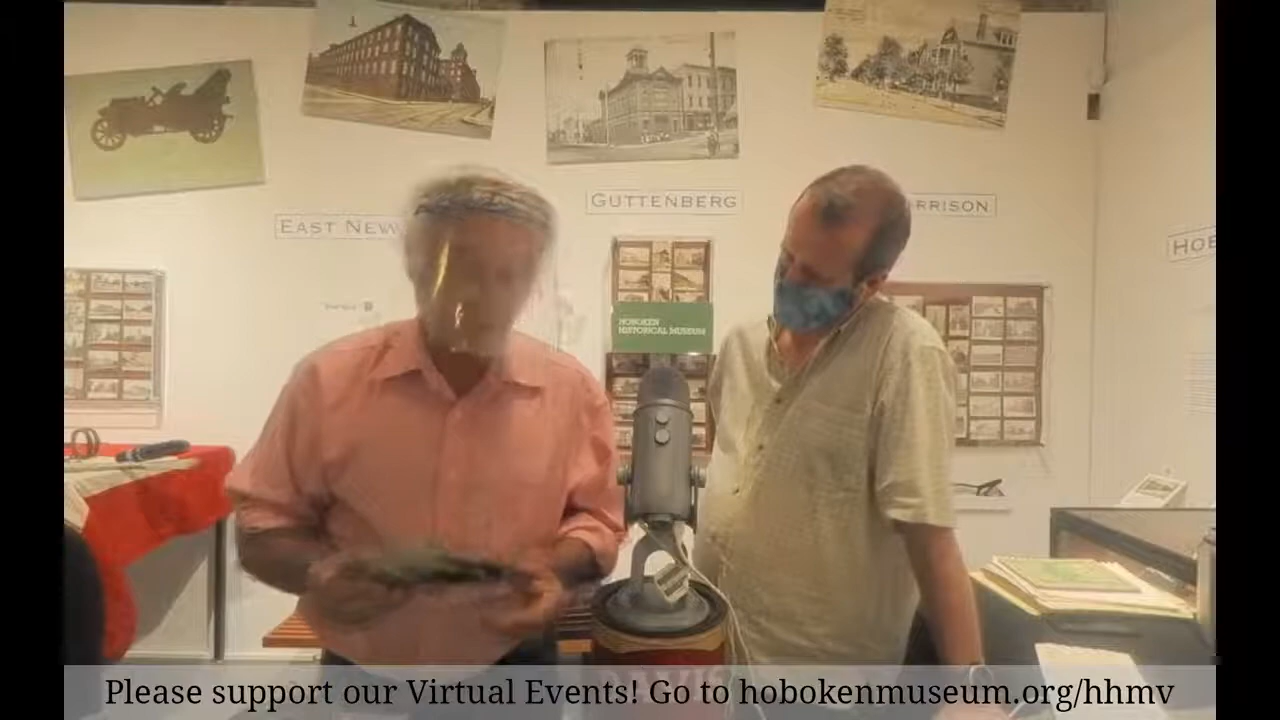 GUTTENBERG
RRISON
EAST NEW
HOB
HOBOKEN
HISTORICAL MUSEUM
Please support our Virtual Events! Go to hobokenmuseum.org/hhmv